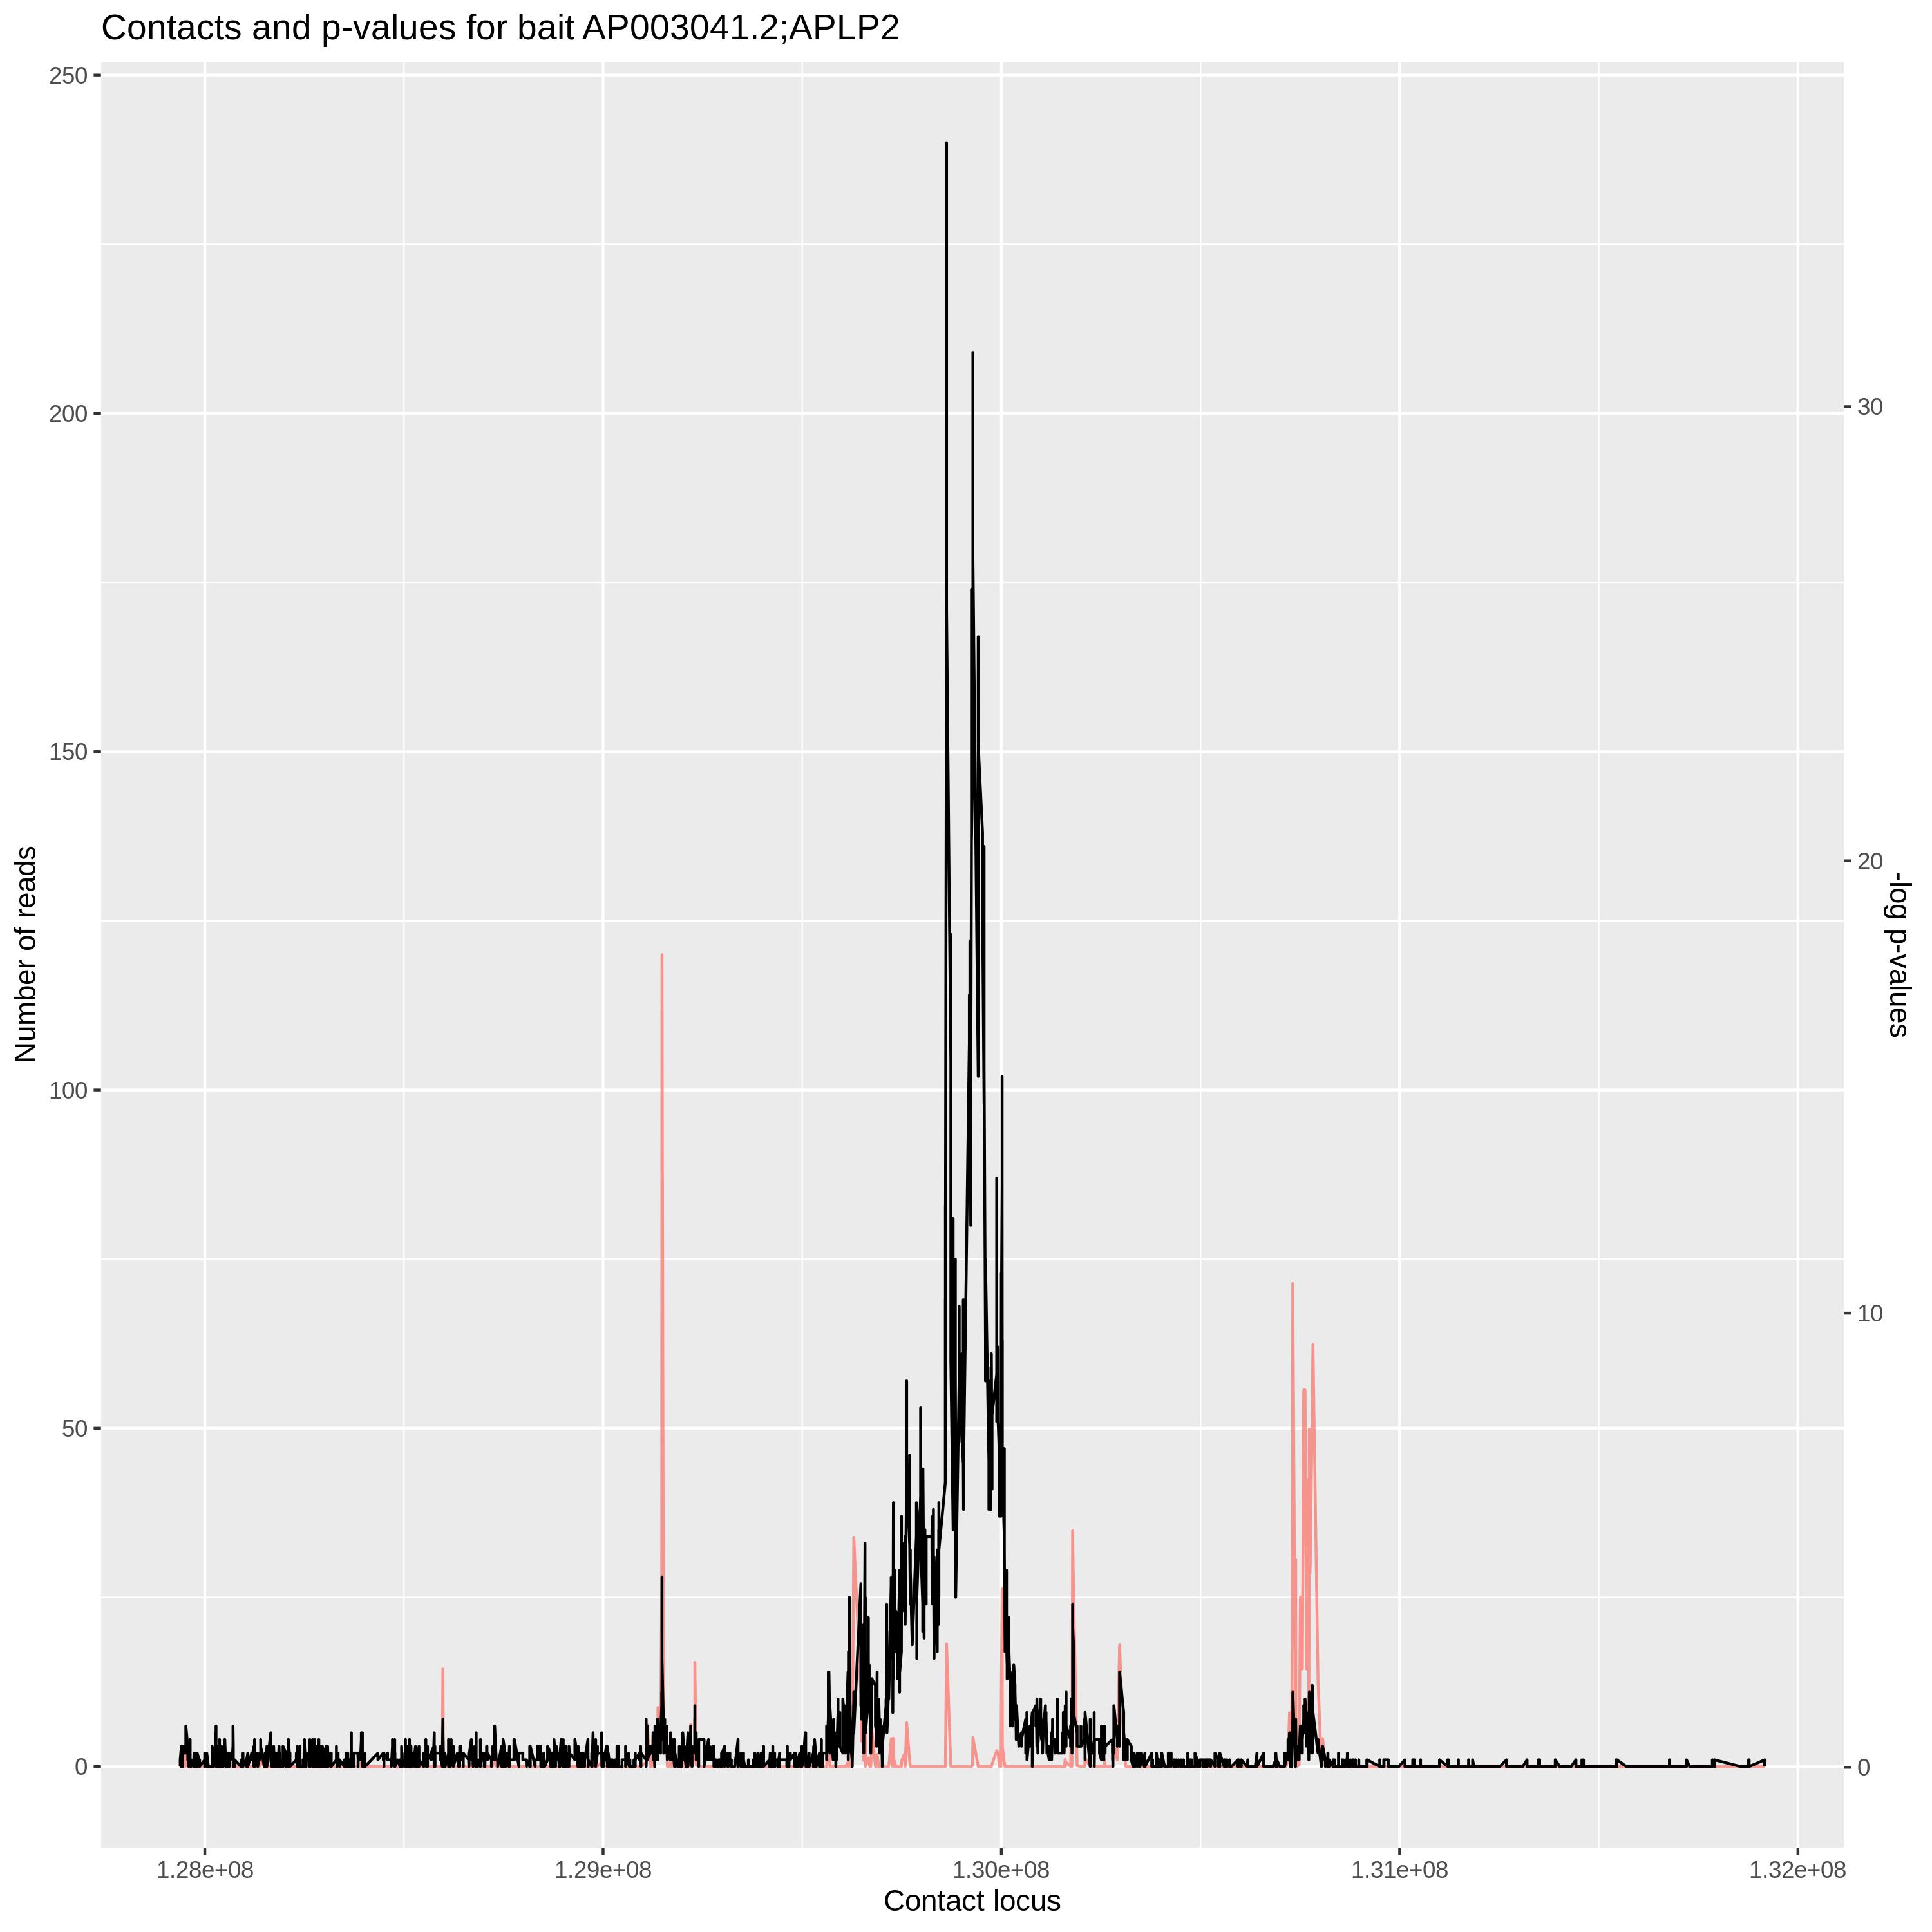 Contacts and p-values for bait AP003041.2;APLP2
250
200
150
100
50
0
Number of reads
30
20
10
0
-log p-values
1.28e+08
1.29e+08
1.30e+08
1.31e+08
1.32e+08
Contact locus